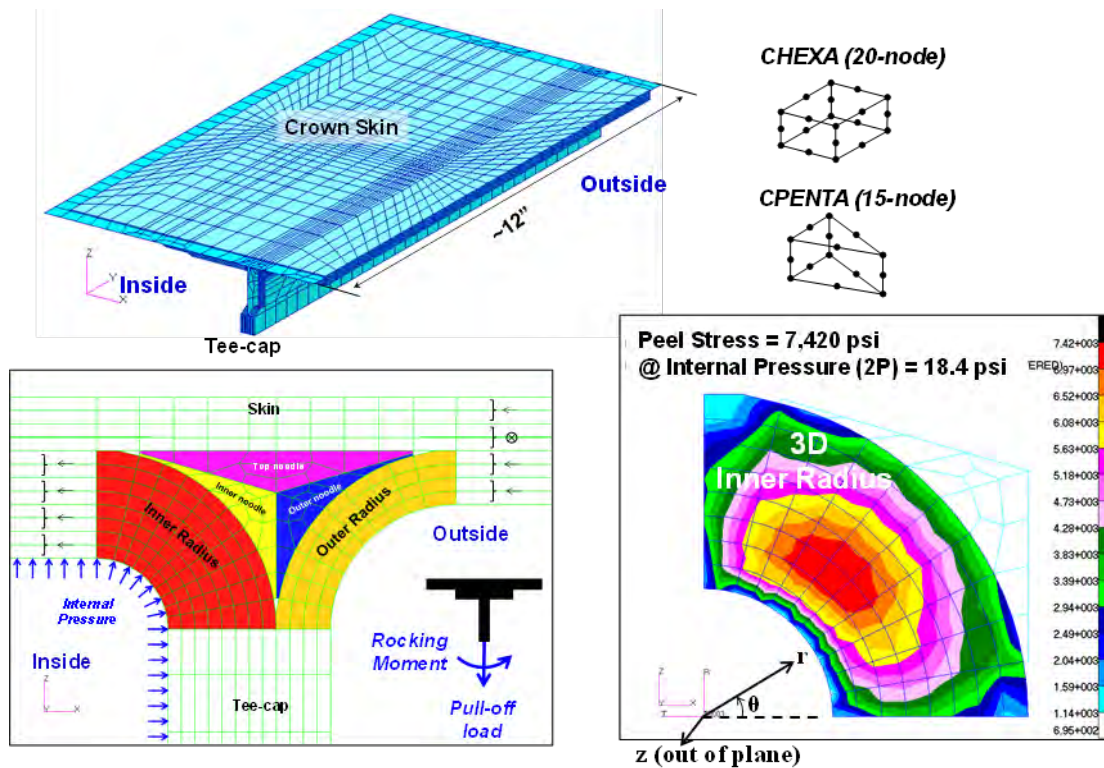 Crown Skin
Outside
~12”
Inside
Z
Y
X
Tee-cap
CHEXA (20-node)
CPENTA (15-node)
Skin
Top noodle
Inner noodle
Outer noodle
Inner Radius
Outer Radius
Outside
Internal
Pressure
Inside
Z
Y
X
Tee-cap
Rocking
Moment
Pull-off
load
Peel Stress = 7,420 psi
@ Internal Pressure (2P) = 18.4 psi
ERED)
3D
Inner Radius
7.42+003
6.97+003
6.52+003
6.08+003
5.63+003
5.18+003
4.73+003
4.28+003
3.83+003
3.39+003
2.94+003
2.49+003
2.04+003
1.59+003
1.14+003
6.95+002
Z
X
R
T
r
θ
z (out of plane)